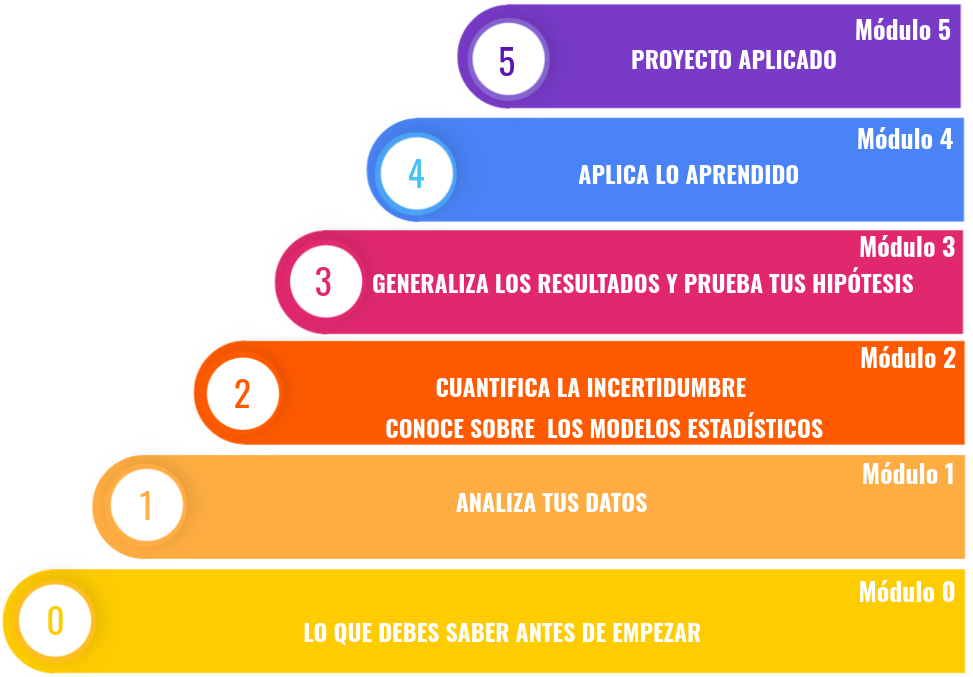 Módulo 5
5
PROYECTO APLICADO
Módulo 4
4
APLICA LO APRENDIDO
Módulo 3
3
GENERALIZA LOS RESULTADOS Y PRUEBA TUS HIPÓTESIS
Módulo 2
2
CUANTIFICA LA INCERTIDUMBRE
CONOCE SOBRE LOS MODELOS ESTADÍSTICOS
Módulo 1
1
ANALIZA TUS DATOS
Módulo 0
0
LO QUE DEBES SABER ANTES DE EMPEZAR